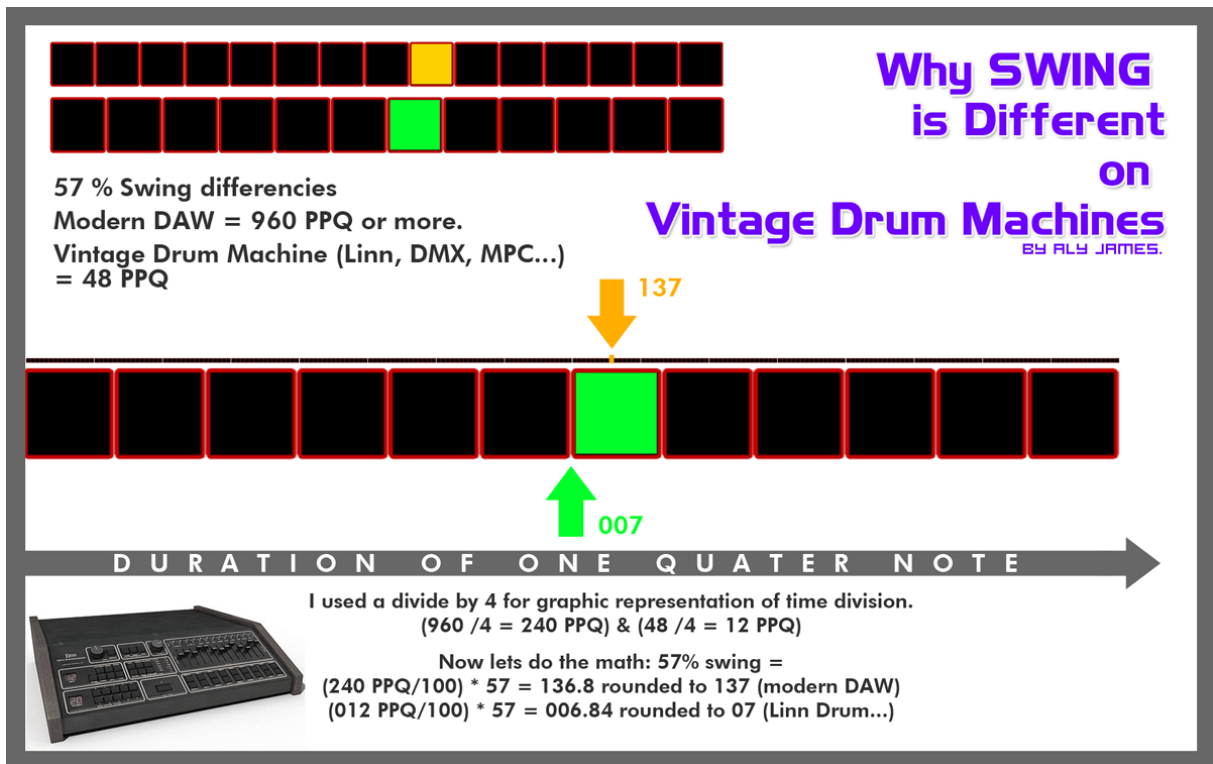 Why SWING
is Different
on
Vintage Drum Machines
BY ALY JAMES.
57 % Swing differencies
Modern DAW = 960 PPQ or more.
Vintage Drum Machine (Linn, DMX, MPC...)
= 48 PPQ
137
007
DURATION OF ONE QUATER NOTE
I used a divide by 4 for graphic representation of time division.
(960 /4 = 240 PPQ) & (48 /4 = 12 PPQ)
Now lets do the math: 57% swing =
(240 PPQ/100) * 57 = 136.8 rounded to 137 (modern DAW)
(012 PPQ/100) * 57 = 006.84 rounded to 07 (Linn Drum...)